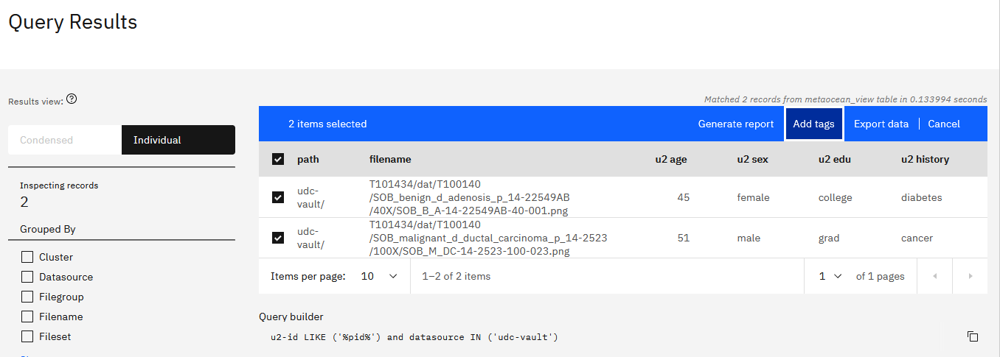 Query Results
Results view:
Matched 2 records from metaocean_view table in 0.133994 seconds
Condensed Individual
2 items selected Generate report Add tags Export data Cancel
path filename u2 age u2 sex u2 edu u2 history
Inspecting records
2
Grouped By
Cluster
Datasource
Filegroup
Filename
Fileset
udc-
vault/
T101434/dat/T100140
/SOB_benign_d_adenosis_p_14-22549AB
/40X/SOB_B_A-14-22549AB-40-001.png
45 female college diabetes
udc-
vault/
T101434/dat/T100140
/SOB_malignant_d_ductal_carcinoma_p_14-2523
/100X/SOB_M_DC-14-2523-100-023.png
51 male grad cancer
Items per page: 10 1–2 of 2 items 1 of 1 pages
Query builder
u2-id LIKE ('%pid%') and datasource IN ('udc-vault')